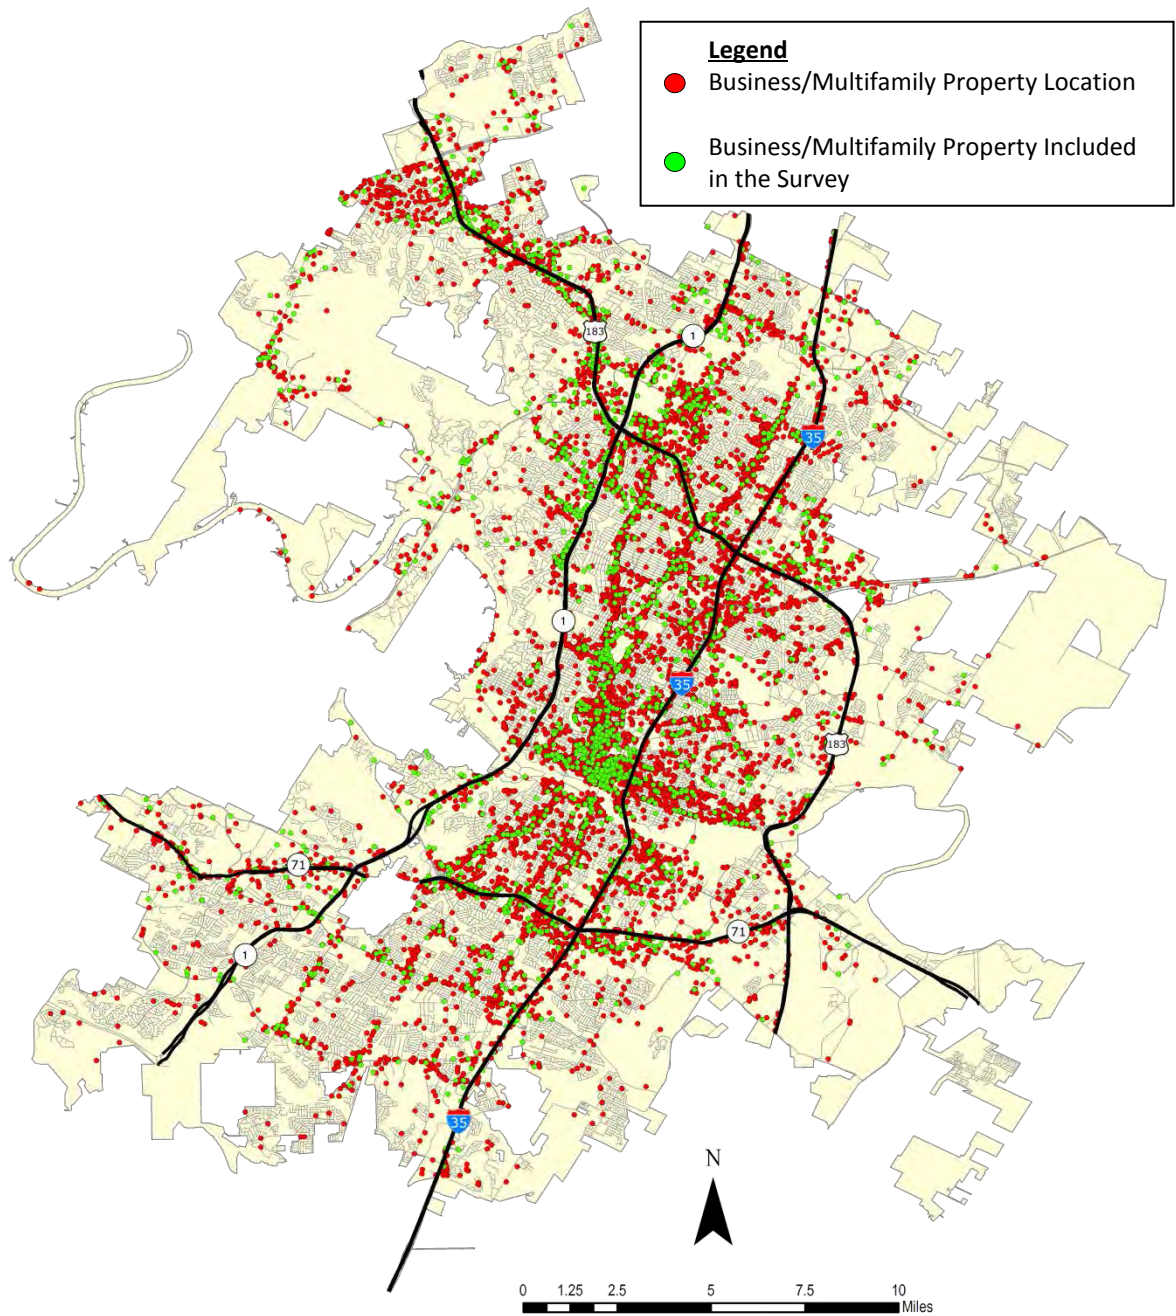 Legend
Business/Multifamily Property Location
Business/Multifamily Property Included
in the Survey
183
1
35
1
35
183
71
71
1
35
N
0 1.25 2.5 5 7.5 10
Miles